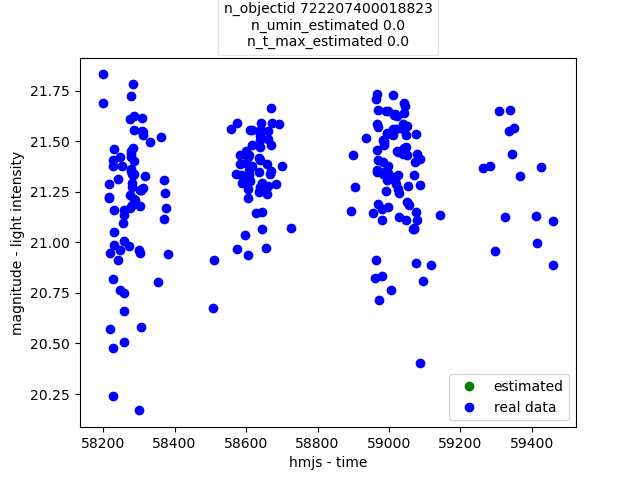 n_objectid 722207400018823
n_umin_estimated 0.0
n_t_max_estimated 0.0
magnitude - light intensity
21.75
21.50
21.25
21.00
20.75
20.50
20.25
estimated
real data
58200 58400 58600 58800 59000 59200 59400
hmjs - time